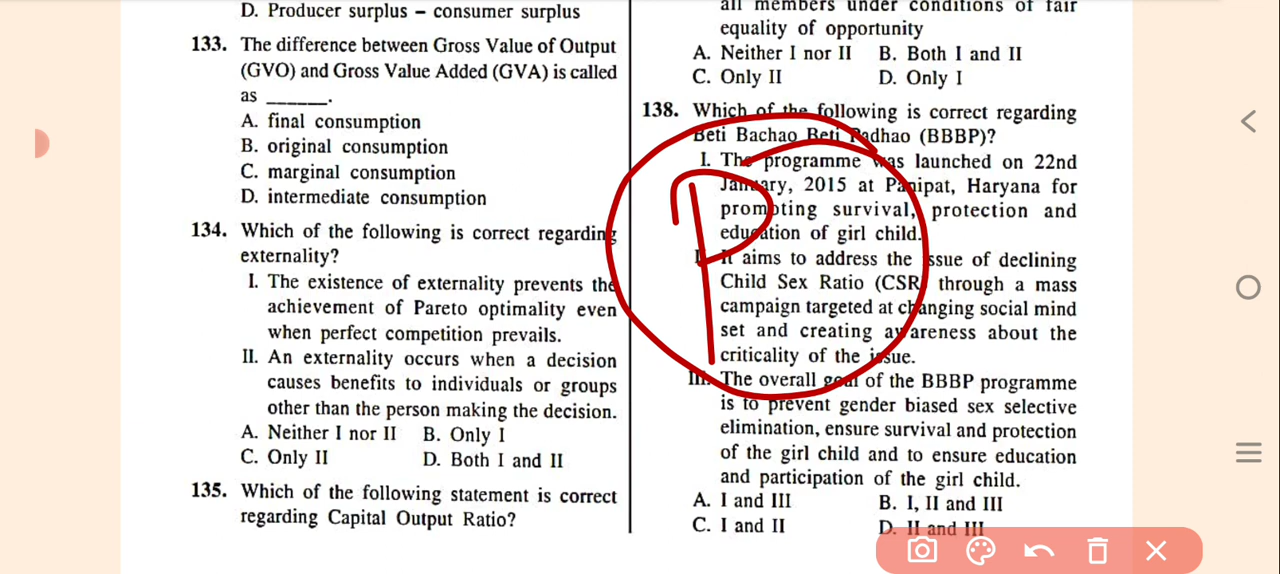 D. Producer surplus – consumer surplus
133. The difference between Gross Value of Output
(GVO) and Gross Value Added (GVA) is called
as ______.
A. final consumption
B. original consumption
C. marginal consumption
D. intermediate consumption
134. Which of the following is correct regarding
externality?
I. The existence of externality prevents the
achievement of Pareto optimality even
when perfect competition prevails.
II. An externality occurs when a decision
causes benefits to individuals or groups
other than the person making the decision.
A. Neither I nor II B. Only I
C. Only II D. Both I and II
135. Which of the following statement is correct
regarding Capital Output Ratio?
all members under conditions of fair
equality of opportunity
A. Neither I nor II B. Both I and II
C. Only II D. Only I
138. Which of the following is correct regarding
Beti Bachao Beti Padhao (BBBP)?
I. The programme was launched on 22nd
January, 2015 at Panipat, Haryana for
promoting survival, protection and
education of girl child.
II. It aims to address the issue of declining
Child Sex Ratio (CSR) through a mass
campaign targeted at changing social mind
set and creating awareness about the
criticality of the issue.
III. The overall goal of the BBBP programme
is to prevent gender biased sex selective
elimination, ensure survival and protection
of the girl child and to ensure education
and participation of the girl child.
A. I and III B. I, II and III
C. I and II D. II and III
P